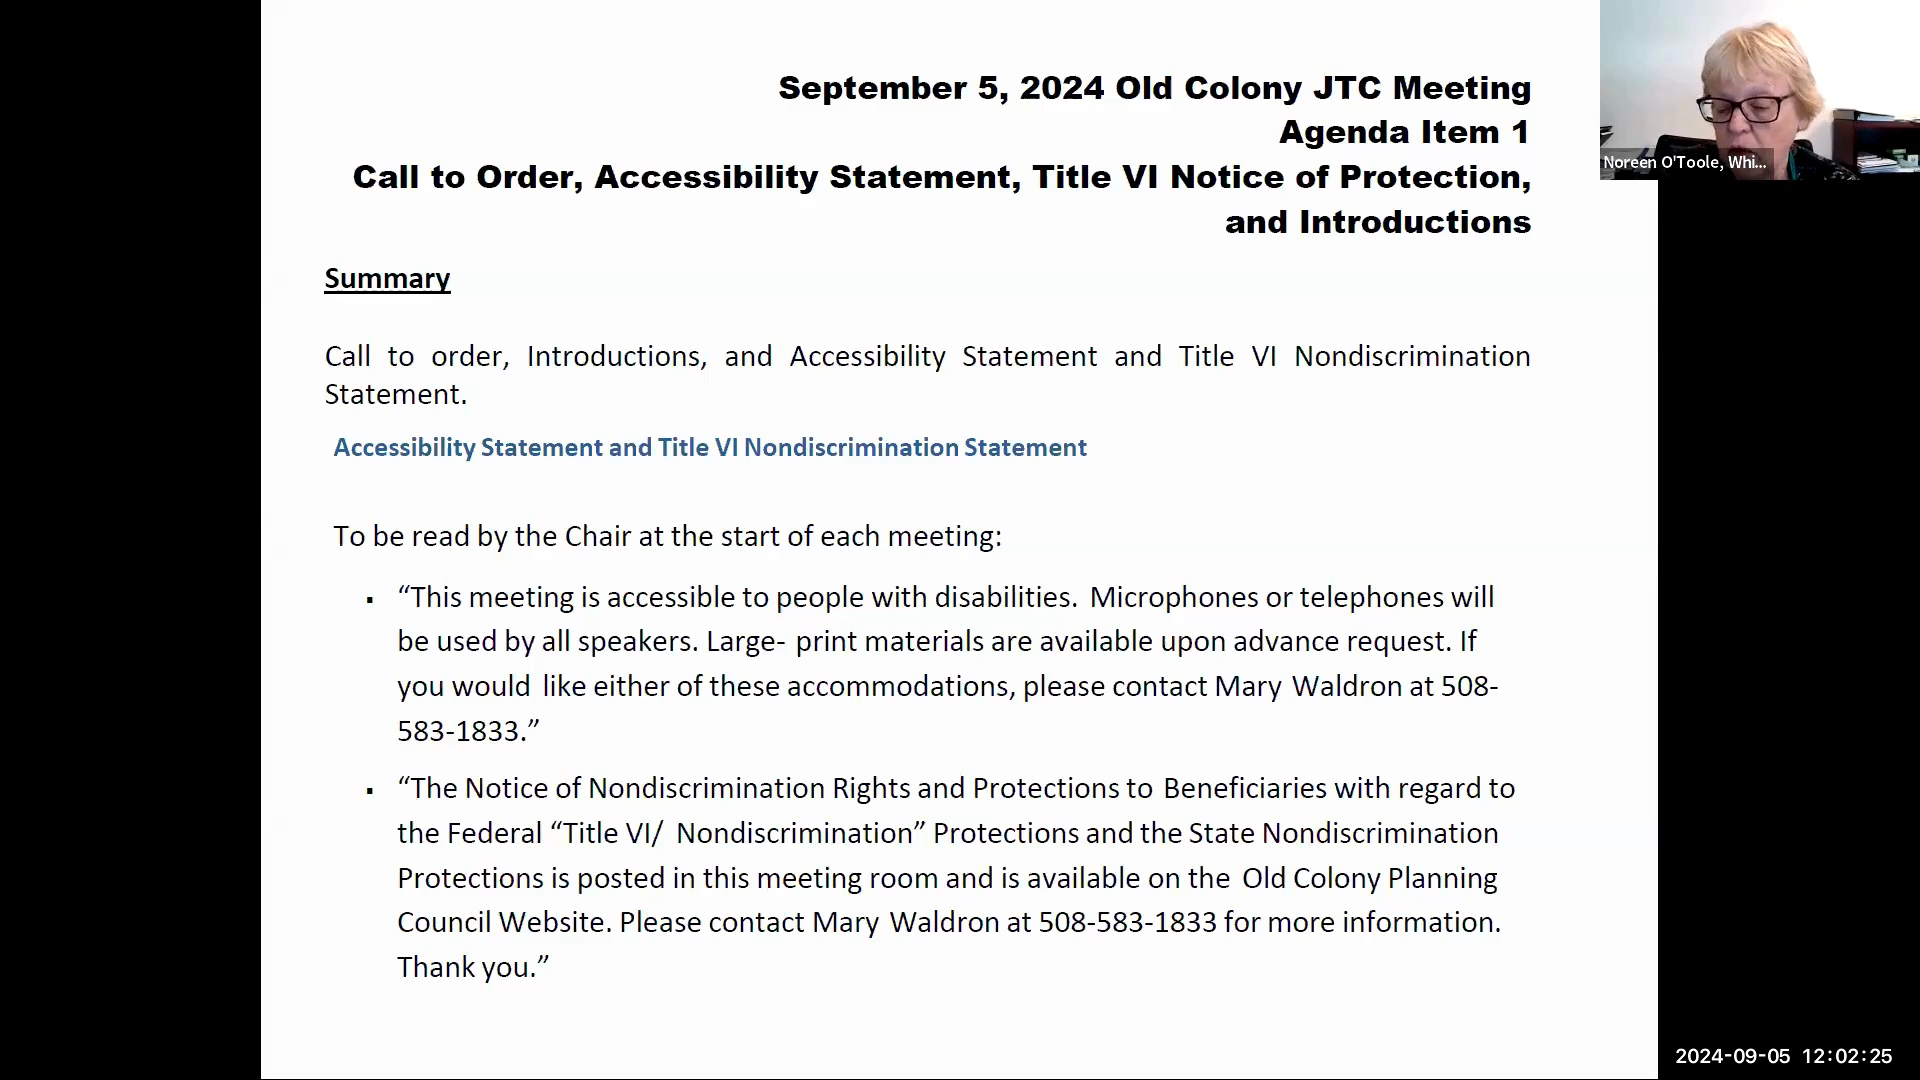 September 5, 2024 Old Colony JTC Meeting
Agenda Item 1
Call to Order, Accessibility Statement, Title VI Notice of Protection,
and Introductions
Summary
Call to order, Introductions, and Accessibility Statement and Title VI Nondiscrimination
Statement.
Accessibility Statement and Title VI Nondiscrimination Statement
To be read by the Chair at the start of each meeting:
▪ “This meeting is accessible to people with disabilities. Microphones or telephones will
be used by all speakers. Large- print materials are available upon advance request. If
you would like either of these accommodations, please contact Mary Waldron at 508-
583-1833.”
▪ “The Notice of Nondiscrimination Rights and Protections to Beneficiaries with regard to
the Federal “Title VI/ Nondiscrimination” Protections and the State Nondiscrimination
Protections is posted in this meeting room and is available on the Old Colony Planning
Council Website. Please contact Mary Waldron at 508-583-1833 for more information.
Thank you.”
Noreen O'Toole, Whi...
2024-09-05 12:02:25